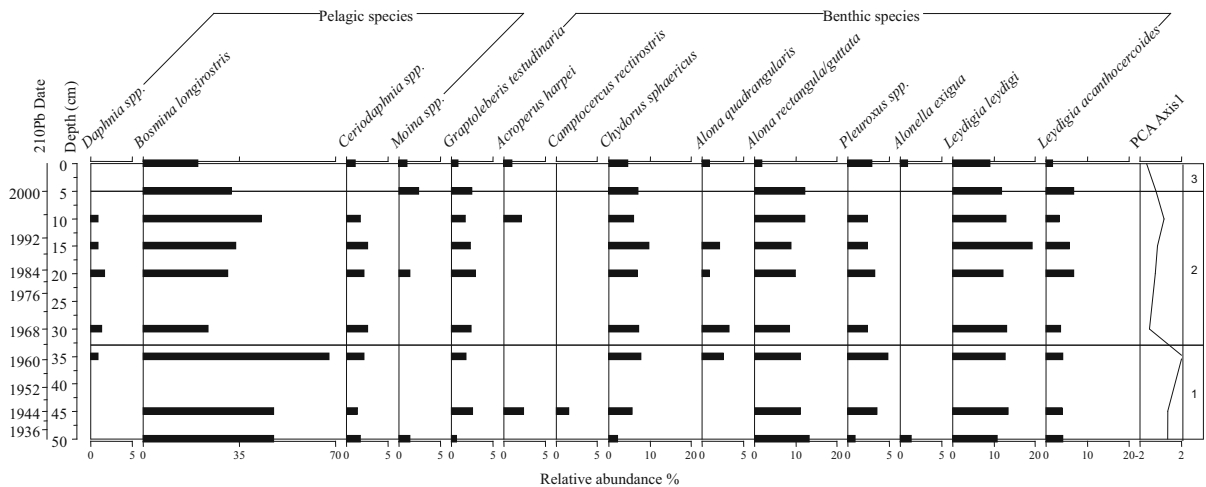 Pelagic species
Benthic species
210Pb Date
Depth (cm)
Daphnia spp.
Bosmina longirostris
Ceriodaphnia spp.
Moina spp.
Graptoleberis testudinaria
Acroperus harpei
Camptocercus rectirostris
Chydorus sphaericus
Alona quadrangularis
Alona rectangula/guttata
Pleuroxus spp.
Alonella exigua
Leydigia leydigi
Leydigia acanthocercoides
PCA Axis1
0
3
2000 5
10
1992 15
1984 20 2
1976 25
1968 30
1960 35
1952 40
1
1944 45
1936 50
0 5 0 35 70 0 5 0 5 0 5 0 5 0 5 0 10 20 0 5 0 10 20 0 5 0 5 0 10 20 0 10 20 -2 2
Relative abundance %